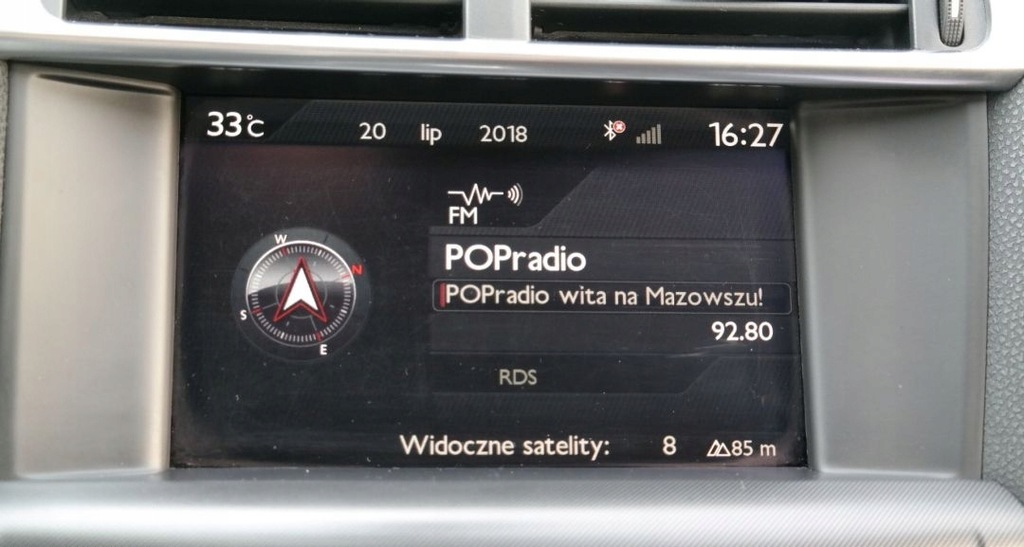 33°C 20 lip 2018 16:27
FM
POPradio
POPradio wita na Mazowszu!
92.80
RDS
W
N
S
E
Widoczne satelity: 8 85 m